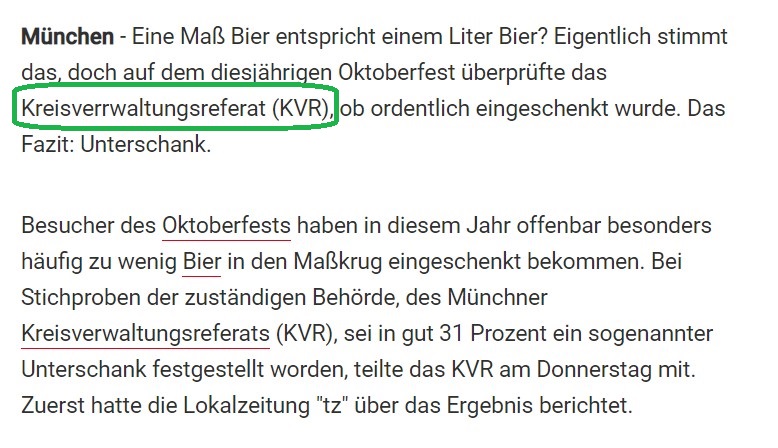 München - Eine Maß Bier entspricht einem Liter Bier? Eigentlich stimmt
das, doch auf dem diesjährigen Oktoberfest überprüfte das
Kreisverrwaltungsreferat (KVR), ob ordentlich eingeschenkt wurde. Das
Fazit: Unterschank.
Besucher des Oktoberfests haben in diesem Jahr offenbar besonders
häufig zu wenig Bier in den Maßkrug eingeschenkt bekommen. Bei
Stichproben der zuständigen Behörde, des Münchner
Kreisverwaltungsreferats (KVR), sei in gut 31 Prozent ein sogenannter
Unterschank festgestellt worden, teilte das KVR am Donnerstag mit.
Zuerst hatte die Lokalzeitung "tz" über das Ergebnis berichtet.